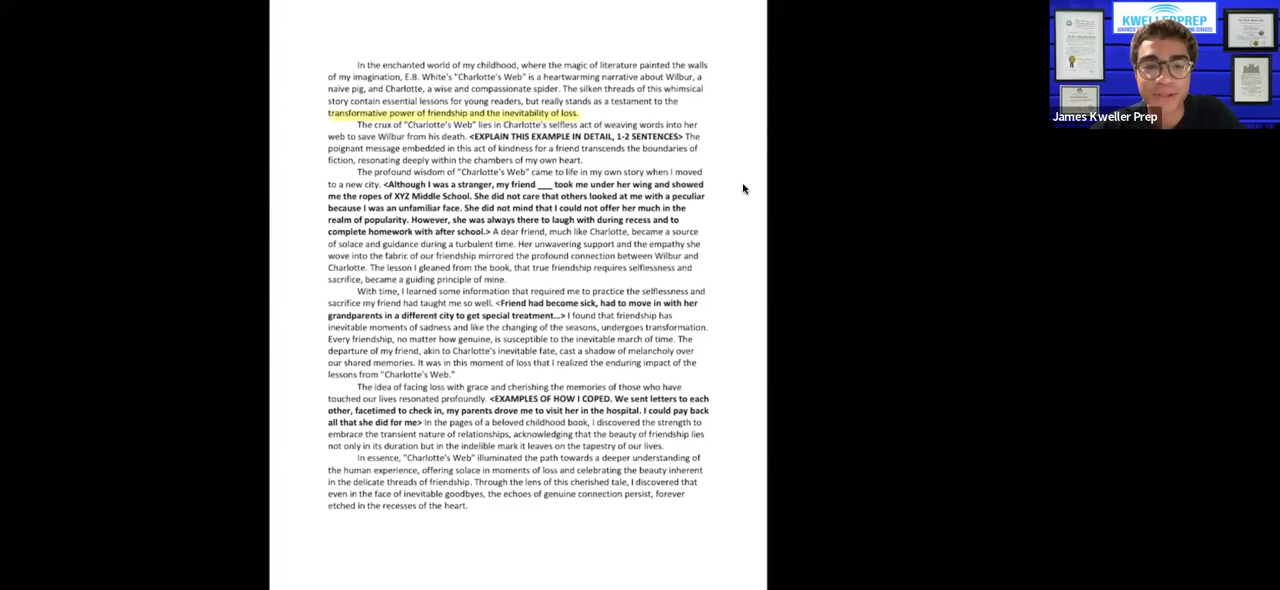 In the enchanted world of my childhood, where the magic of literature painted the walls
of my imagination, E.B. White's "Charlotte's Web" is a heartwarming narrative about Wilbur, a
naive pig, and Charlotte, a wise and compassionate spider. The silken threads of this whimsical
story contain essential lessons for young readers, but really stands as a testament to the
transformative power of friendship and the inevitability of loss.
The crux of "Charlotte's Web" lies in Charlotte's selfless act of weaving words into her
web to save Wilbur from his death. <EXPLAIN THIS EXAMPLE IN DETAIL, 1-2 SENTENCES> The
poignant message embedded in this act of kindness for a friend transcends the boundaries of
fiction, resonating deeply within the chambers of my own heart.
The profound wisdom of "Charlotte's Web" came to life in my own story when I moved
to a new city. <Although I was a stranger, my friend ___ took me under her wing and showed
me the ropes of XYZ Middle School. She did not care that others looked at me with a peculiar
because I was an unfamiliar face. She did not mind that I could not offer her much in the
realm of popularity. However, she was always there to laugh with during recess and to
complete homework with after school.> A dear friend, much like Charlotte, became a source
of solace and guidance during a turbulent time. Her unwavering support and the empathy she
wove into the fabric of our friendship mirrored the profound connection between Wilbur and
Charlotte. The lesson I gleaned from the book, that true friendship requires selflessness and
sacrifice, became a guiding principle of mine.
With time, I learned some information that required me to practice the selflessness and
sacrifice my friend had taught me so well. <Friend had become sick, had to move in with her
grandparents in a different city to get special treatment...> I found that friendship has
inevitable moments of sadness and like the changing of the seasons, undergoes transformation.
Every friendship, no matter how genuine, is susceptible to the inevitable march of time. The
departure of my friend, akin to Charlotte's inevitable fate, cast a shadow of melancholy over
our shared memories. It was in this moment of loss that I realized the enduring impact of the
lessons from "Charlotte's Web."
The idea of facing loss with grace and cherishing the memories of those who have
touched our lives resonated profoundly. <EXAMPLES OF HOW I COPED. We sent letters to each
other, facetimed to check in, my parents drove me to visit her in the hospital. I could pay back
all that she did for me> In the pages of a beloved childhood book, I discovered the strength to
embrace the transient nature of relationships, acknowledging that the beauty of friendship lies
not only in its duration but in the indelible mark it leaves on the tapestry of our lives.
In essence, "Charlotte's Web" illuminated the path towards a deeper understanding of
the human experience, offering solace in moments of loss and celebrating the beauty inherent
in the delicate threads of friendship. Through the lens of this cherished tale, I discovered that
even in the face of inevitable goodbyes, the echoes of genuine connection persist, forever
etched in the recesses of the heart.
KWELLERPREP
James Kweller Prep